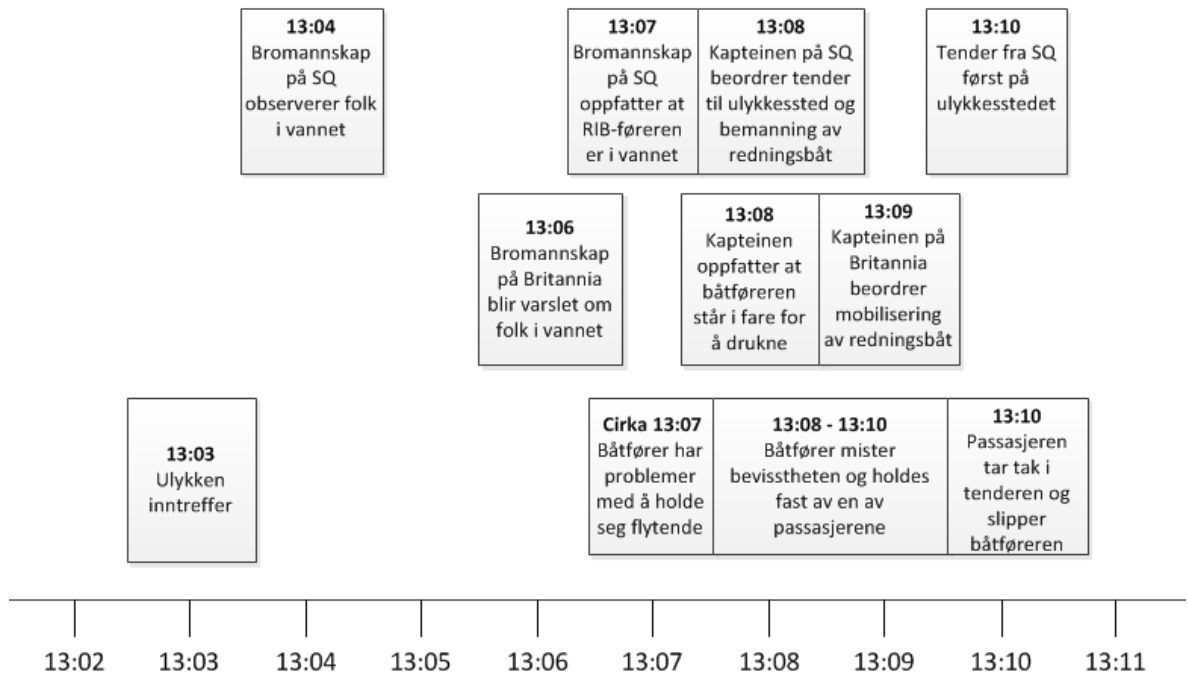 13:04
Bromannskap
på SQ
observerer folk
i vannet
13:07
Bromannskap
på SQ
oppfatter at
RIB-føreren
er i vannet
13:08
Kapteinen på SQ
beordrer tender
til ulykkessted og
bemanning av
redningsbåt
13:10
Tender fra SQ
først på
ulykkesstedet
13:06
Bromannskap
på Britannia
blir varslet om
folk i vannet
13:08
Kapteinen
oppfatter at
båtføreren
står i fare for
å drukne
13:09
Kapteinen på
Britannia
beordrer
mobilisering
av redningsbåt
13:03
Ulykken
inntreffer
Cirka 13:07
Båtfører har
problemer
med å holde
seg flytende
13:08 - 13:10
Båtfører mister
bevisstheten og holdes
fast av en av
passasjerene
13:10
Passasjeren
tar tak i
tenderen og
slipper
båtføreren
13:02 13:03 13:04 13:05 13:06 13:07 13:08 13:09 13:10 13:11